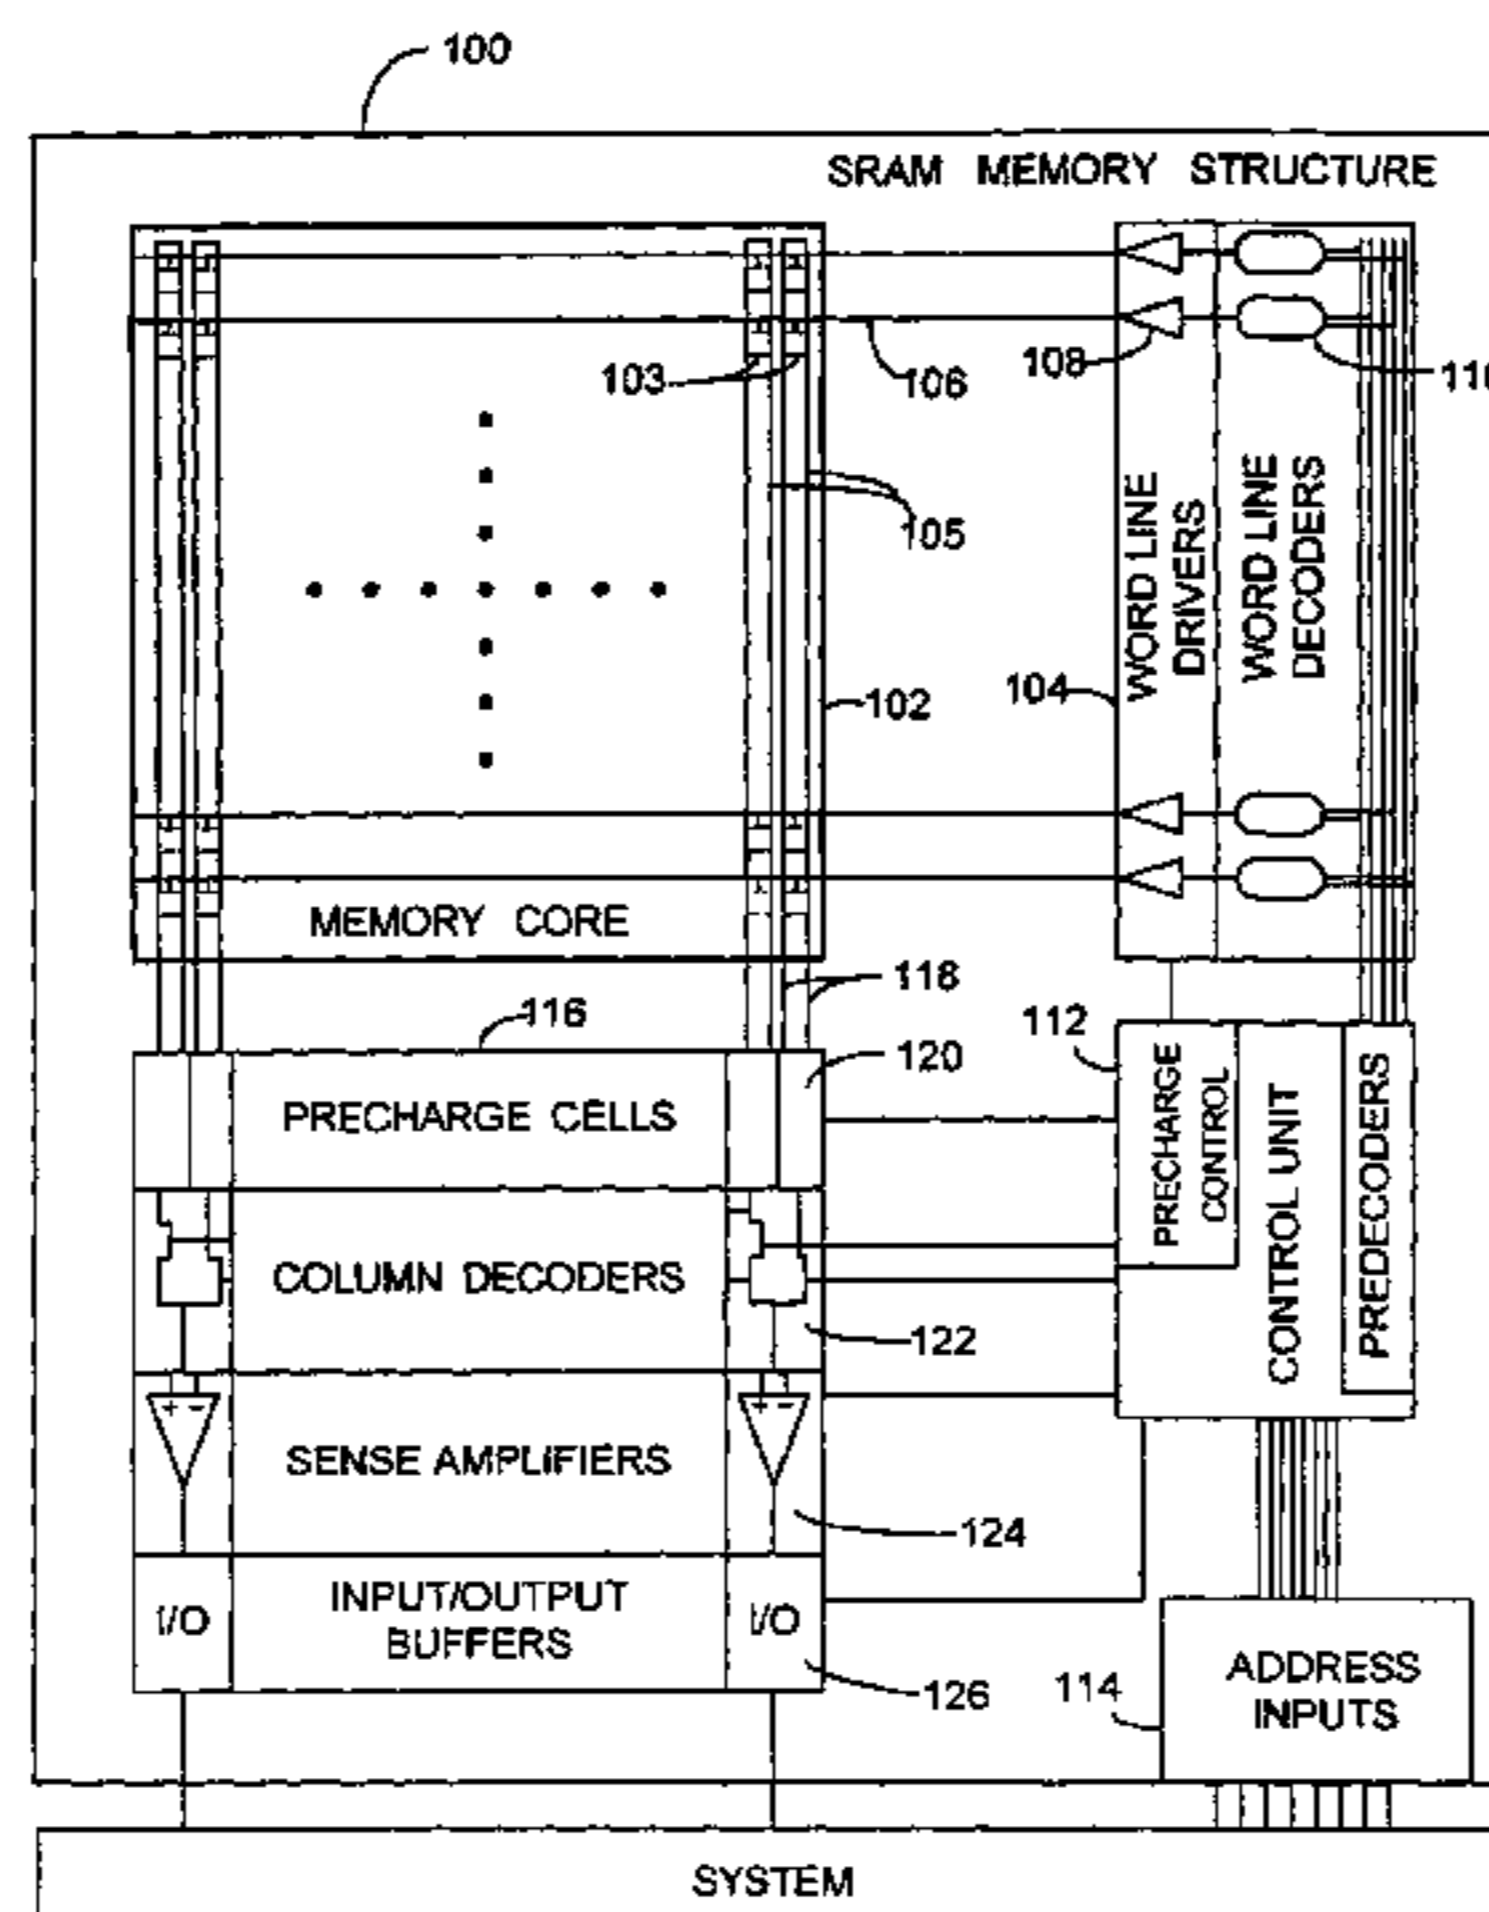 100
SRAM MEMORY STRUCTURE
103
106
108
110
105
WORD LINE
DRIVERS
WORD LINE
DECODERS
102
104
MEMORY CORE
118
116
112
120
PRECHARGE CELLS
PRECHARGE
CONTROL
CONTROL UNIT
PREDECODERS
COLUMN DECODERS
122
+ -
+ -
SENSE AMPLIFIERS
124
I/O
INPUT/OUTPUT
BUFFERS
I/O
126
114
ADDRESS
INPUTS
SYSTEM